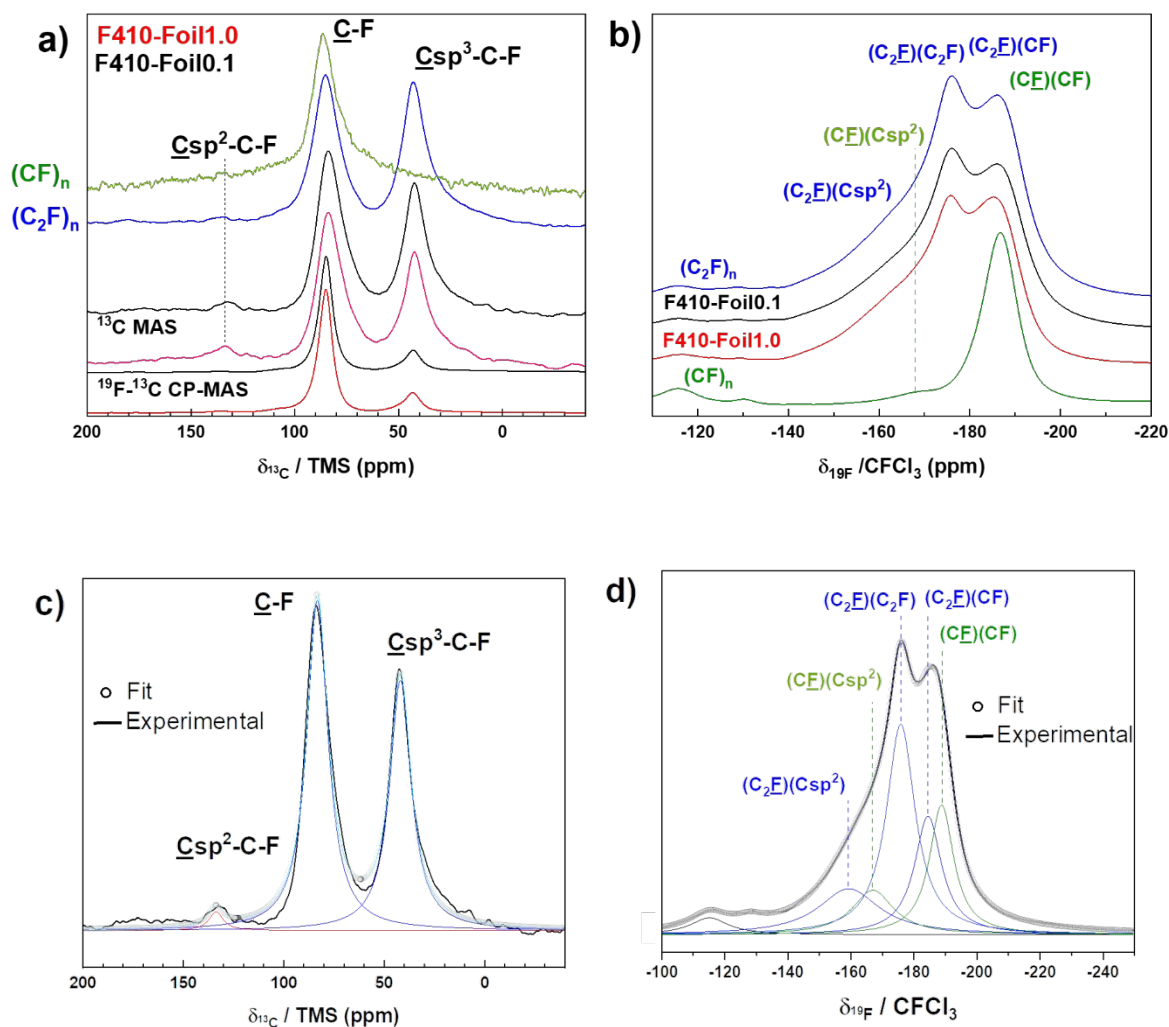 a)
F410-Foil1.0
F410-Foil0.1
C-F
Csp³-C-F
Csp²-C-F
(CF)n
(C₂F)n
¹³C MAS
¹⁹F-¹³C CP-MAS
200 150 100 50 0
δ₁₃C / TMS (ppm)
b)
(C₂F)(C₂F) (C₂F)(CF)
(CF)(CF)
(CF)(Csp²)
(C₂F)(Csp²)
(C₂F)n
F410-Foil0.1
F410-Foil1.0
(CF)n
-120 -140 -160 -180 -200 -220
δ₁₉F /CFCl₃ (ppm)
c)
C-F
Csp³-C-F
Fit
Experimental
Csp²-C-F
200 150 100 50 0
δ₁₃C / TMS (ppm)
d)
(C₂F)(C₂F) (C₂F)(CF)
(CF)(CF)
(CF)(Csp²)
Fit
Experimental
(C₂F)(Csp²)
-100 -120 -140 -160 -180 -200 -220 -240
δ₁₉F / CFCl₃